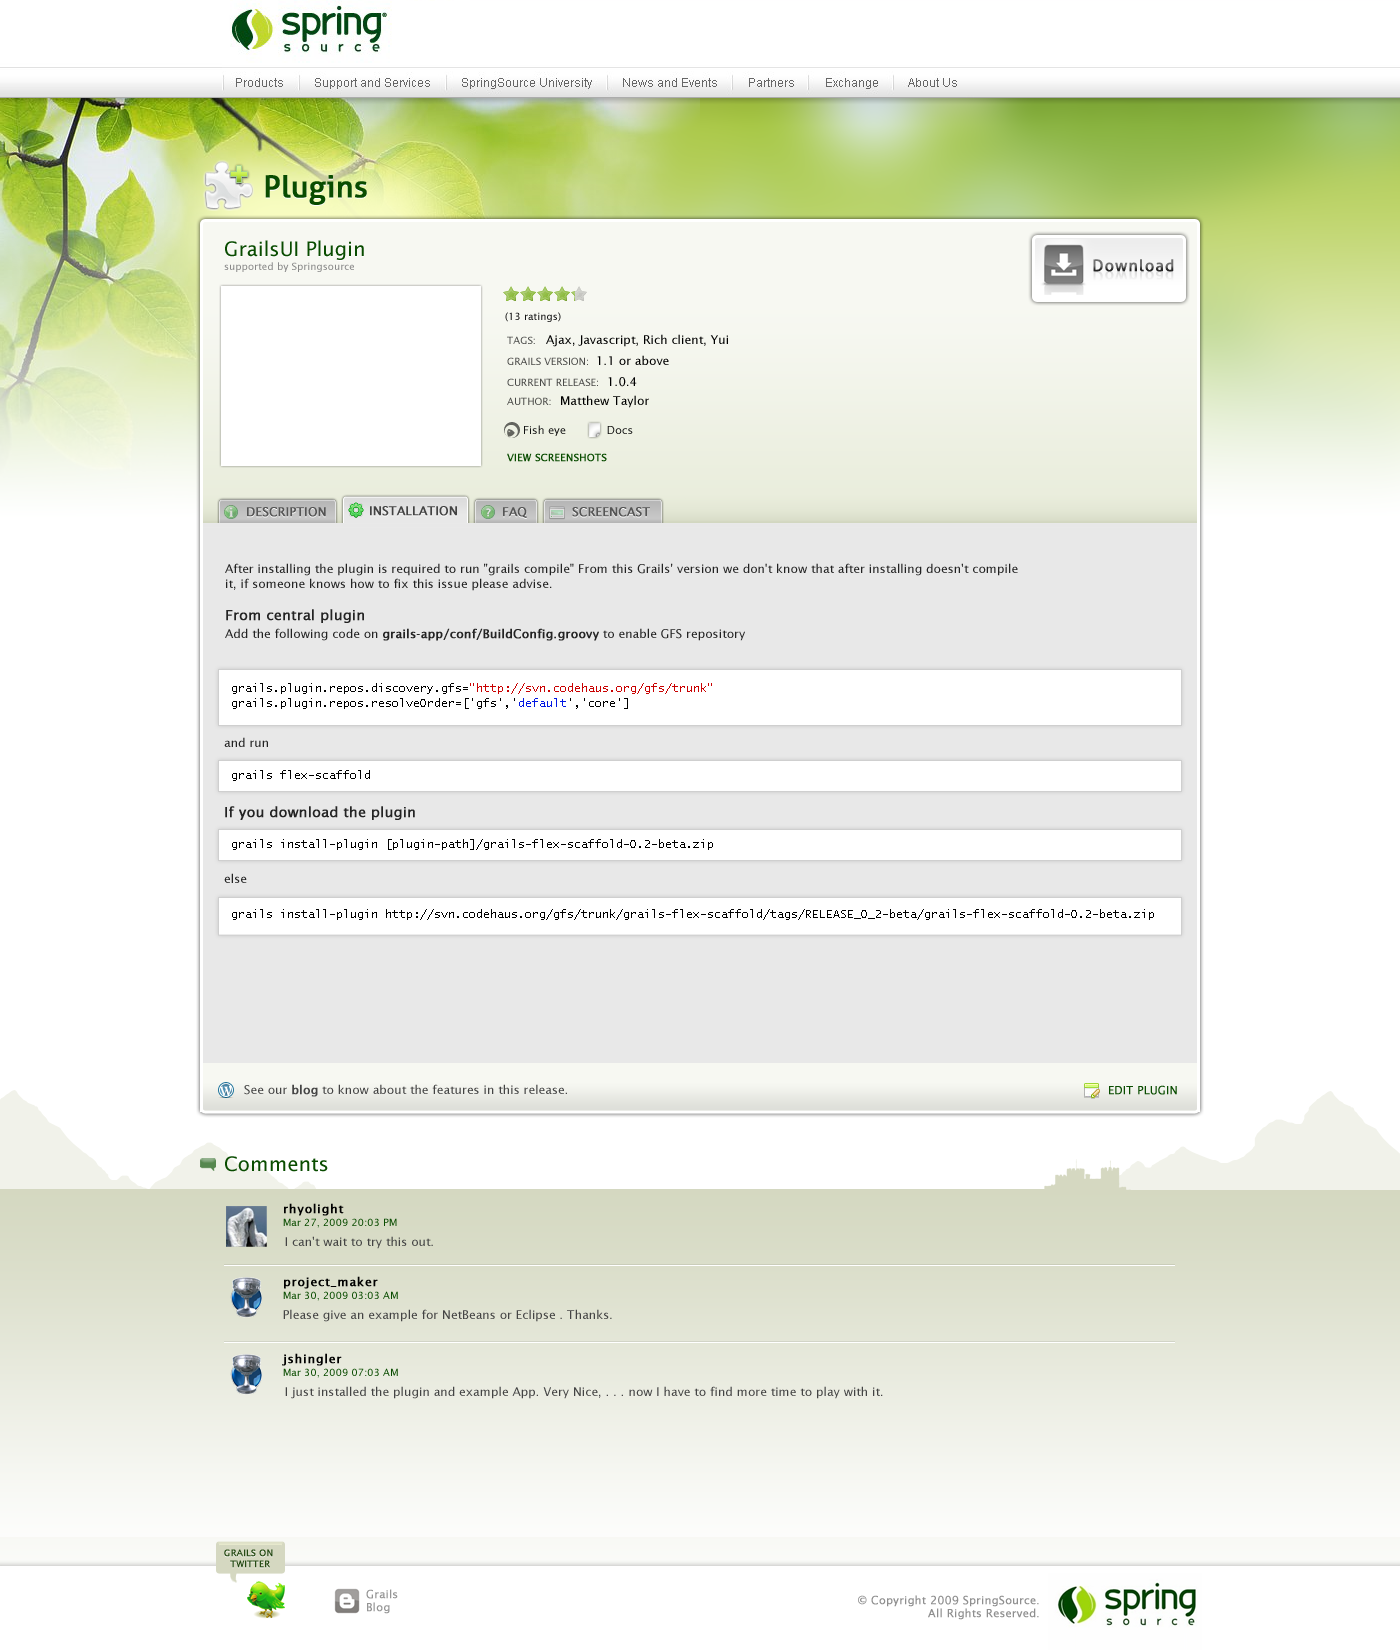 spring
source
Products Support and Services SpringSource University News and Events Partners Exchange About Us
Plugins
GrailsUI Plugin
supported by Springsource
Download
(13 ratings)
TAGS: Ajax, Javascript, Rich client, Yui
GRAILS VERSION: 1.1 or above
CURRENT RELEASE: 1.0.4
AUTHOR: Matthew Taylor
Fish eye Docs
VIEW SCREENSHOTS
DESCRIPTION INSTALLATION FAQ SCREENCAST
After installing the plugin is required to run "grails compile" From this Grails' version we don't know that after installing doesn't compile
it, if someone knows how to fix this issue please advise.
From central plugin
Add the following code on grails-app/conf/BuildConfig.groovy to enable GFS repository
grails.plugin.repos.discovery.gfs="http://svn.codehaus.org/gfs/trunk"
grails.plugin.repos.resolveOrder=['gfs','default','core']
and run
grails flex-scaffold
If you download the plugin
grails install-plugin [plugin-path]/grails-flex-scaffold-0.2-beta.zip
else
grails install-plugin http://svn.codehaus.org/gfs/trunk/grails-flex-scaffold/tags/RELEASE_0_2-beta/grails-flex-scaffold-0.2-beta.zip
See our blog to know about the features in this release.
EDIT PLUGIN
Comments
rhyolight
Mar 27, 2009 20:03 PM
I can't wait to try this out.
project_maker
Mar 30, 2009 03:03 AM
Please give an example for NetBeans or Eclipse . Thanks.
jshingler
Mar 30, 2009 07:03 AM
I just installed the plugin and example App. Very Nice, . . . now I have to find more time to play with it.
GRAILS ON
TWITTER
Grails
Blog
© Copyright 2009 SpringSource.
All Rights Reserved.
spring
source